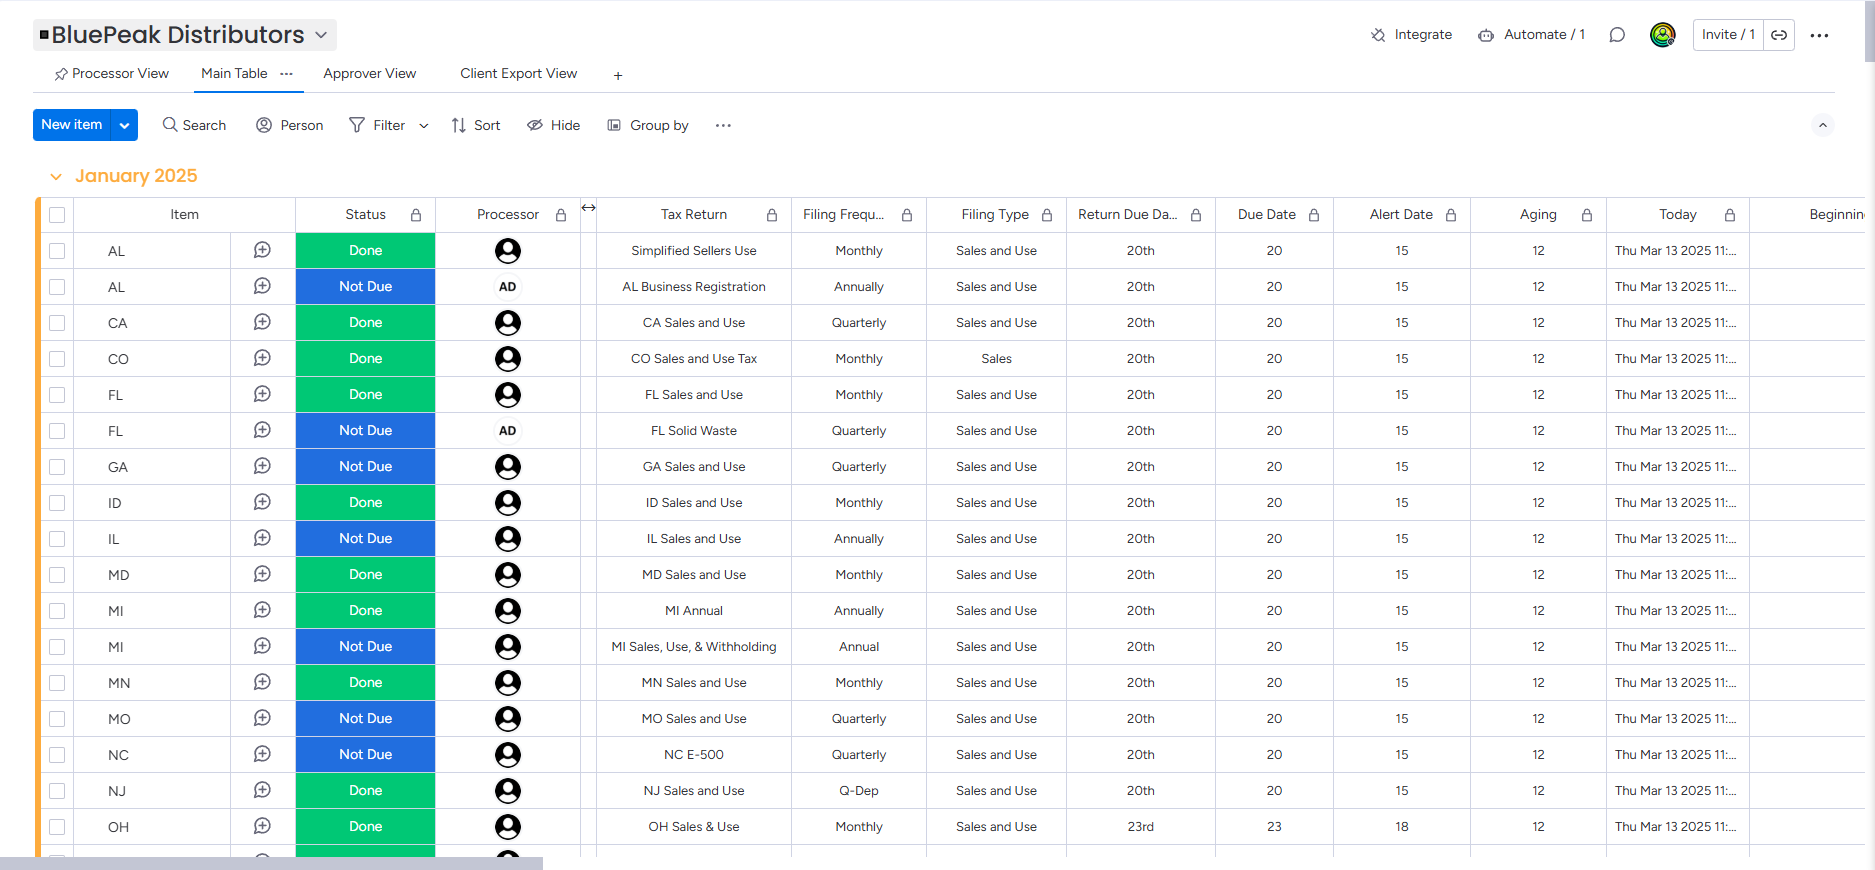 BluePeak Distributors
Integrate Automate / 1 Invite / 1
Processor View Main Table Approver View Client Export View +
New item Search Person Filter Sort Hide Group by
January 2025
Item Status Processor Tax Return Filing Frequ... Filing Type Return Due Da... Due Date Alert Date Aging Today Beginnin
AL Done Simplified Sellers Use Monthly Sales and Use 20th 20 15 12 Thu Mar 13 2025 11:...
AL Not Due AD AL Business Registration Annually Sales and Use 20th 20 15 12 Thu Mar 13 2025 11:...
CA Done CA Sales and Use Quarterly Sales and Use 20th 20 15 12 Thu Mar 13 2025 11:...
CO Done CO Sales and Use Tax Monthly Sales 20th 20 15 12 Thu Mar 13 2025 11:...
FL Done FL Sales and Use Monthly Sales and Use 20th 20 15 12 Thu Mar 13 2025 11:...
FL Not Due AD FL Solid Waste Quarterly Sales and Use 20th 20 15 12 Thu Mar 13 2025 11:...
GA Not Due GA Sales and Use Quarterly Sales and Use 20th 20 15 12 Thu Mar 13 2025 11:...
ID Done ID Sales and Use Monthly Sales and Use 20th 20 15 12 Thu Mar 13 2025 11:...
IL Not Due IL Sales and Use Annually Sales and Use 20th 20 15 12 Thu Mar 13 2025 11:...
MD Done MD Sales and Use Monthly Sales and Use 20th 20 15 12 Thu Mar 13 2025 11:...
MI Done MI Annual Annually Sales and Use 20th 20 15 12 Thu Mar 13 2025 11:...
MI Not Due MI Sales, Use, & Withholding Annual Sales and Use 20th 20 15 12 Thu Mar 13 2025 11:...
MN Done MN Sales and Use Monthly Sales and Use 20th 20 15 12 Thu Mar 13 2025 11:...
MO Not Due MO Sales and Use Quarterly Sales and Use 20th 20 15 12 Thu Mar 13 2025 11:...
NC Not Due NC E-500 Quarterly Sales and Use 20th 20 15 12 Thu Mar 13 2025 11:...
NJ Done NJ Sales and Use Q-Dep Sales and Use 20th 20 15 12 Thu Mar 13 2025 11:...
OH Done OH Sales & Use Monthly Sales and Use 23rd 23 18 12 Thu Mar 13 2025 11:...